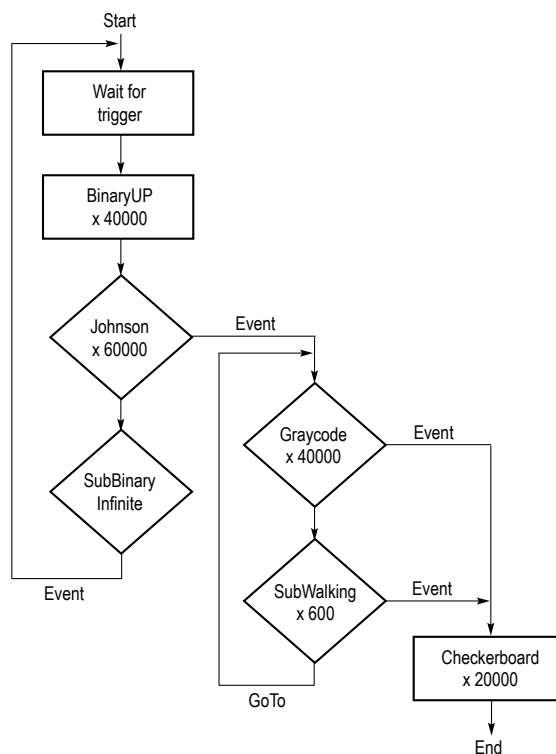 Start
Wait for
trigger
BinaryUP
x 40000
Johnson
x 60000
Event
SubBinary
Infinite
Event
Graycode
x 40000
Event
SubWalking
x 600
Event
GoTo
Checkerboard
x 20000
End